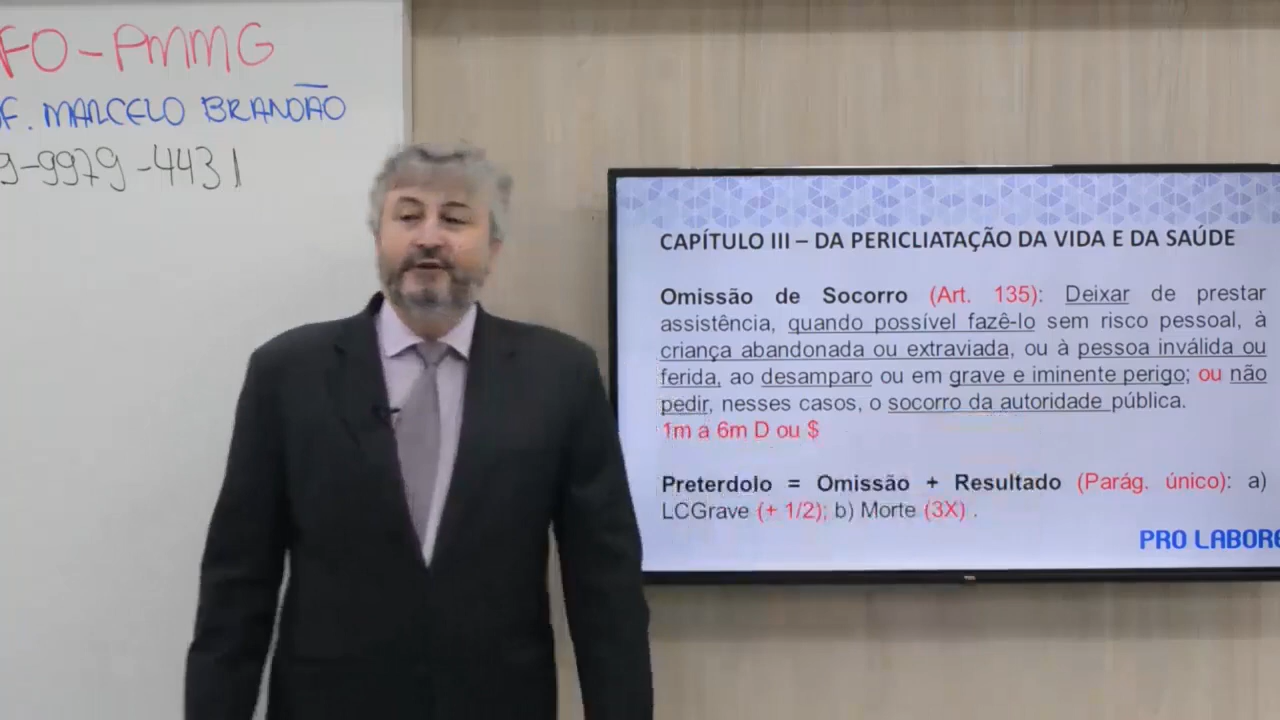 FO-PMMG
F. MARCELO BRANDÃO
9-9979-4431
CAPÍTULO III – DA PERICLIATAÇÃO DA VIDA E DA SAÚDE
Omissão de Socorro (Art. 135): Deixar de prestar
assistência, quando possível fazê-lo sem risco pessoal, à
criança abandonada ou extraviada, ou à pessoa inválida ou
ferida, ao desamparo ou em grave e iminente perigo; ou não
pedir, nesses casos, o socorro da autoridade pública.
1m a 6m D ou $
Preterdolo = Omissão + Resultado (Parág. único): a)
LCGrave (+ 1/2); b) Morte (3X) .
PRO LABORE